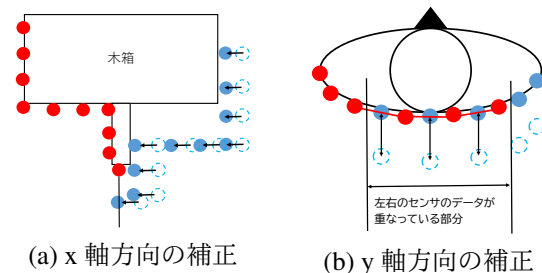 木箱
左右のセンサのデータが
重なっている部分
(a) x 軸方向の補正
(b) y 軸方向の補正